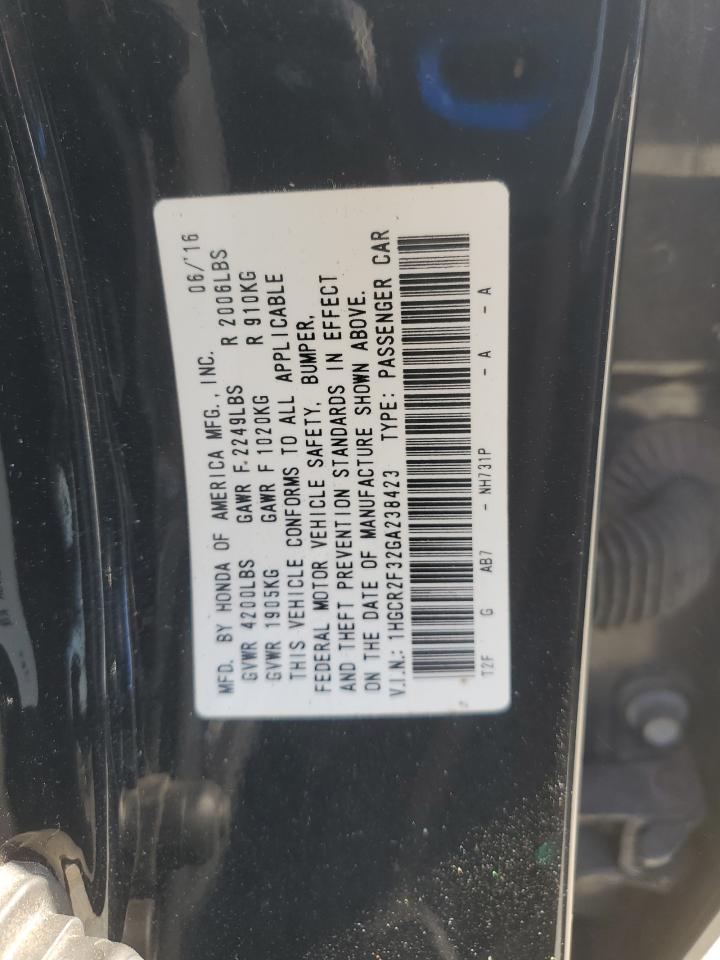 MFD. BY HONDA OF AMERICA MFG., INC. 06/'16
GVWR 4200LBS GAWR F.2249LBS R 2006LBS
GVWR 1905KG GAWR F 1020KG R 910KG
THIS VEHICLE CONFORMS TO ALL APPLICABLE
FEDERAL MOTOR VEHICLE SAFETY, BUMPER,
AND THEFT PREVENTION STANDARDS IN EFFECT
ON THE DATE OF MANUFACTURE SHOWN ABOVE.
V.I.N.: 1HGCR2F32GA238423 TYPE: PASSENGER CAR
T2F G AB7 - NH731P - A - A